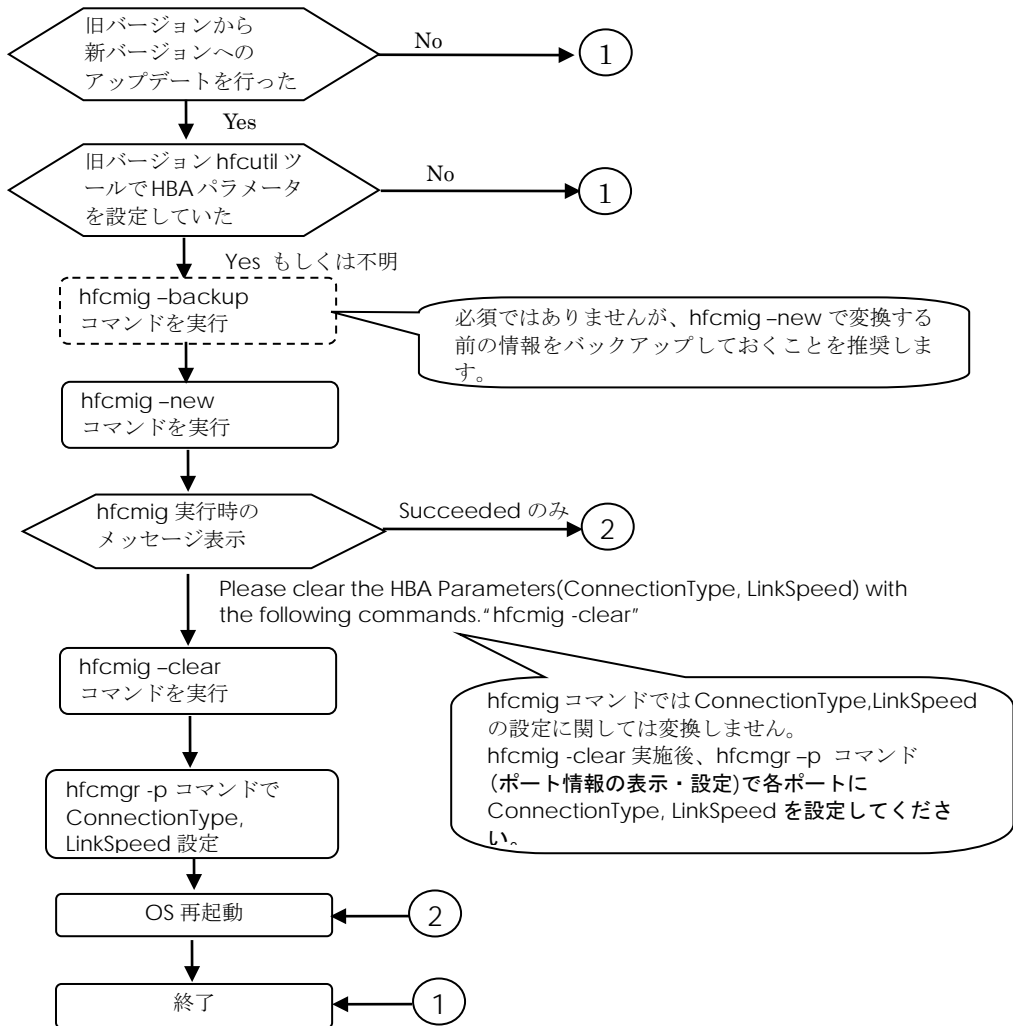 旧バージョンから
新バージョンへの
アップデートを行った
No
1
Yes
旧バージョン hfcutil ツ
ールで HBA パラメータ
を設定していた
No
1
Yes もしくは不明
hfcmig –backup
コマンドを実行
必須ではありませんが、hfcmig –new で変換する
前の情報をバックアップしておくことを推奨しま
す。
hfcmig –new
コマンドを実行
hfcmig 実行時の
メッセージ表示
Succeeded のみ
2
Please clear the HBA Parameters(ConnectionType, LinkSpeed) with
the following commands.“hfcmig -clear”
hfcmig –clear
コマンドを実行
hfcmig コマンドでは ConnectionType,LinkSpeed
の設定に関しては変換しません。
hfcmig -clear 実施後、hfcmgr –p コマンド
(ポート情報の表示・設定)で各ポートに
ConnectionType, LinkSpeed を設定してくださ
い。
hfcmgr -p コマンドで
ConnectionType,
LinkSpeed 設定
OS 再起動
2
終了
1